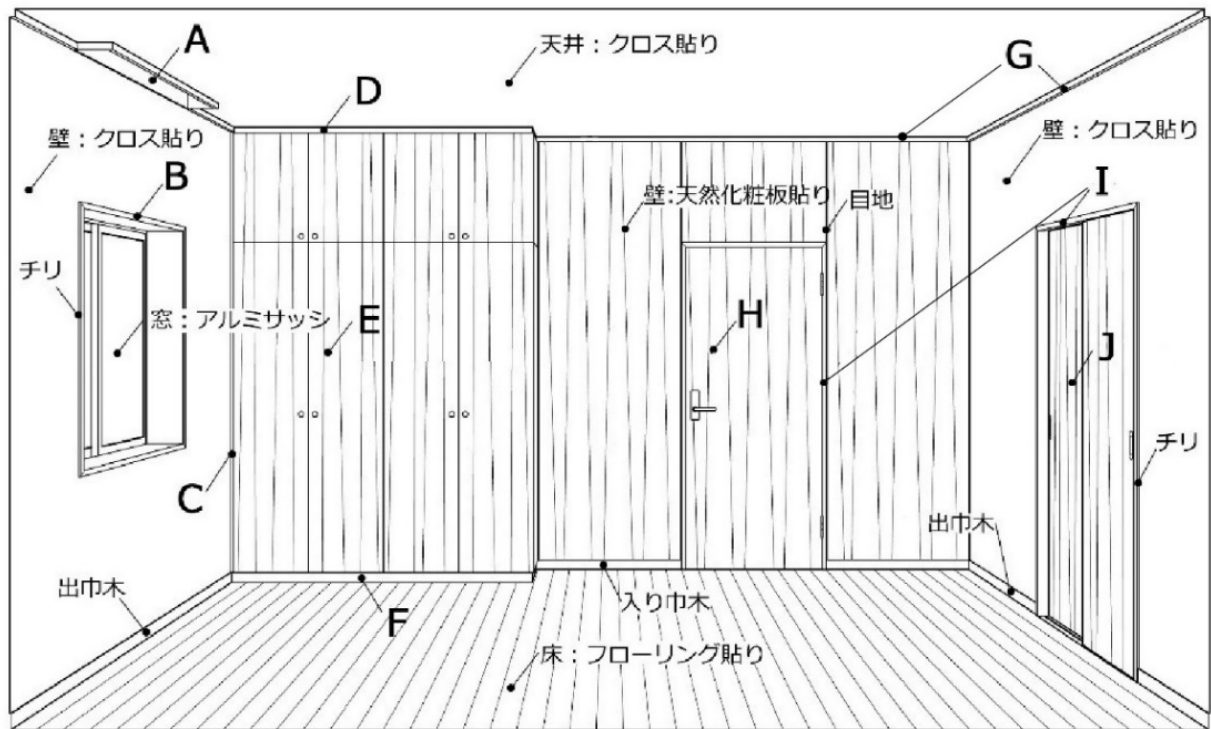 A
天井:クロス貼り
G
D
壁:クロス貼り
壁:クロス貼り
B
壁:天然化粧板貼り
目地
I
チリ
窓:アルミサッシ
E
H
J
C
チリ
出巾木
出巾木
F
入り巾木
床:フローリング貼り